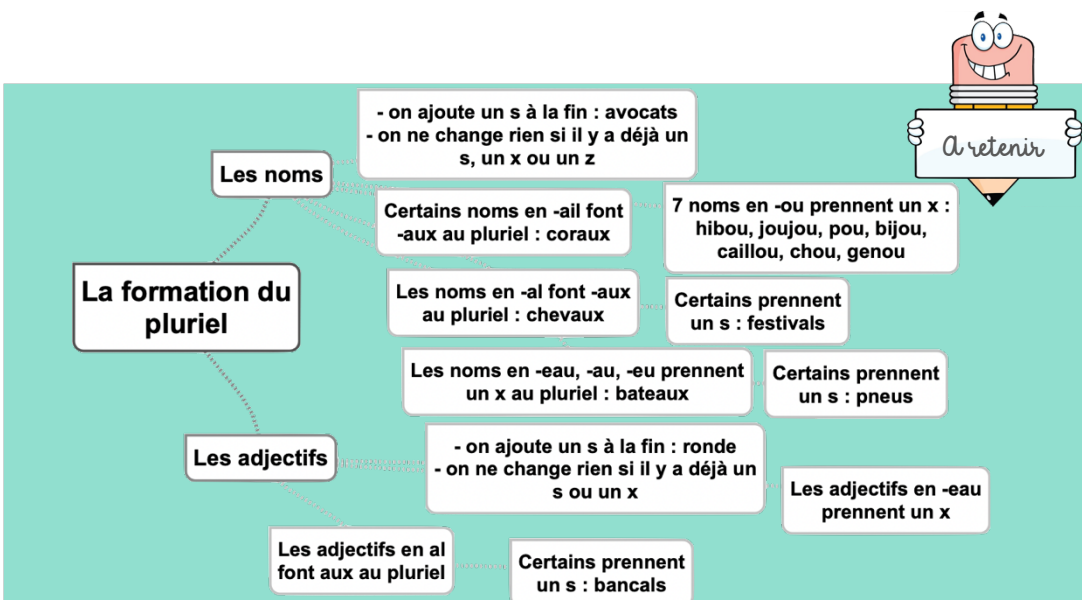 A retenir
- on ajoute un s à la fin : avocats
- on ne change rien si il y a déjà un
s, un x ou un z
Les noms
Certains noms en -ail font
-aux au pluriel : coraux
7 noms en -ou prennent un x :
hibou, joujou, pou, bijou,
caillou, chou, genou
La formation du
pluriel
Les noms en -al font -aux
au pluriel : chevaux
Certains prennent
un s : festivals
Les noms en -eau, -au, -eu prennent
un x au pluriel : bateaux
Certains prennent
un s : pneus
Les adjectifs
- on ajoute un s à la fin : ronde
- on ne change rien si il y a déjà un
s ou un x
Les adjectifs en -eau
prennent un x
Les adjectifs en al
font aux au pluriel
Certains prennent
un s : bancals